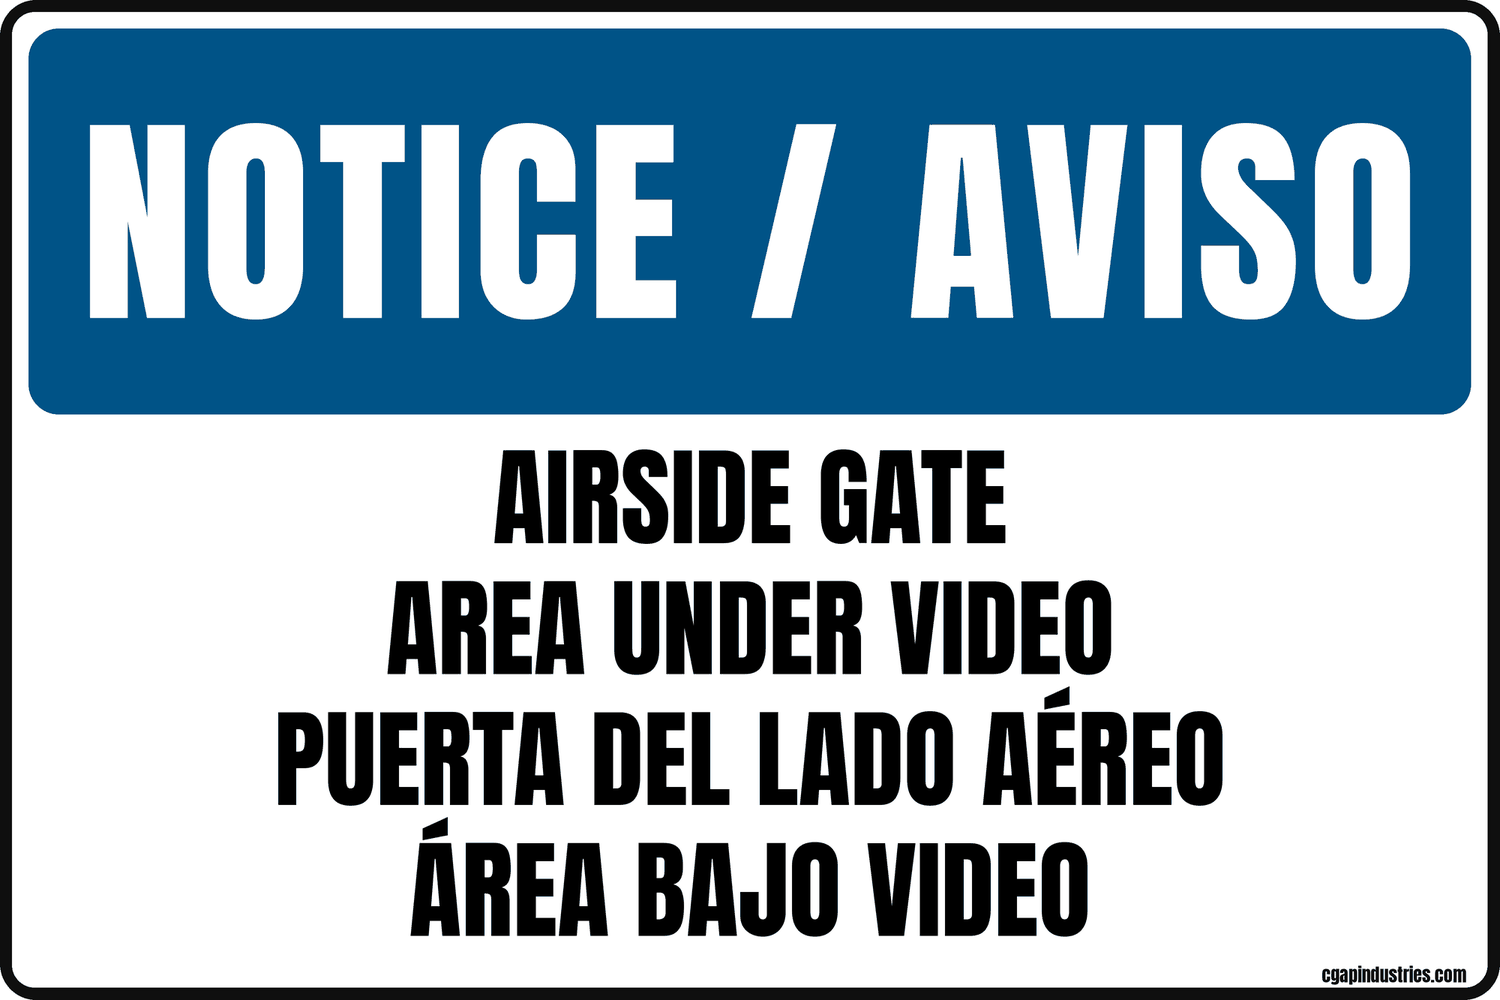 NOTICE / AVISO
AIRSIDE GATE
AREA UNDER VIDEO
PUERTA DEL LADO AÉREO
ÁREA BAJO VIDEO
cgapindustries.com